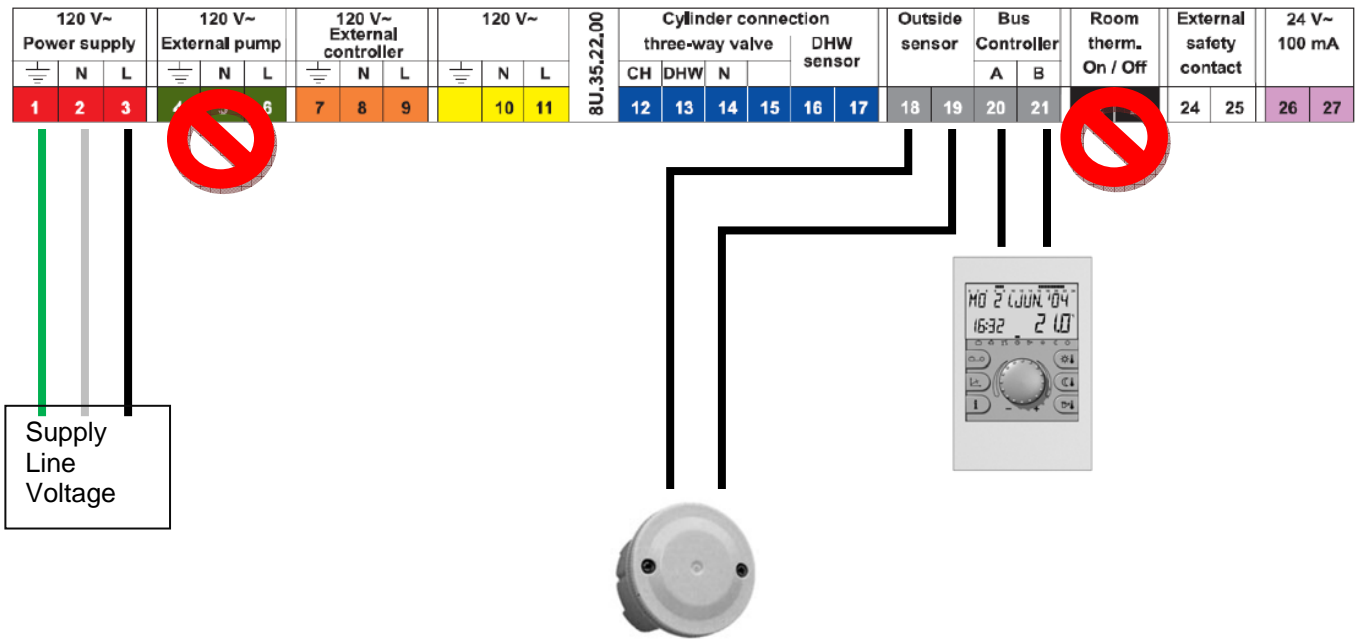 120 V~ 120 V~ 120 V~ 120 V~ Cylinder connection Outside Bus Room External 24 V~
Power supply External pump External controller three-way valve DHW sensor sensor Controller therm. safety 100 mA
On / Off contact
N L N L N L N L CH DHW N A B
8U.35.22.00
1 2 3 4 6 7 8 9 10 11 12 13 14 15 16 17 18 19 20 21 24 25 26 27
MO 21.JUN.'04
16:32 21.0°
- +
Supply
Line
Voltage